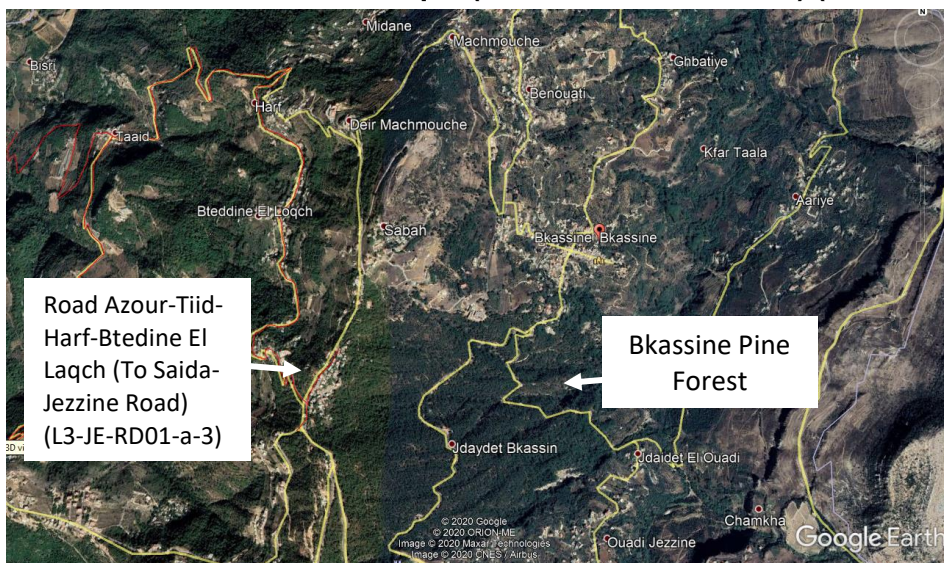 N
Midane
Machmouche
Bisri
Ghbatiye
Benouati
Harf
Deir Machmouche
Taaid
Kfar Taala
Aariye
Bteddine El Loqch
Sabah
Bkassine Bkassine
Road Azour-Tiid-
Harf-Btedine El
Laqch (To Saida-
Jezzine Road)
(L3-JE-RD01-a-3)
Bkassine Pine
Forest
Jdaydet Bkassin
Jdaidet El Ouadi
Chamkha
Ouadi Jezzine
© 2020 Google
© 2020 ORION-ME
Image © 2020 Maxar Technologies
Image © 2020 CNES / Airbus
Google Earth